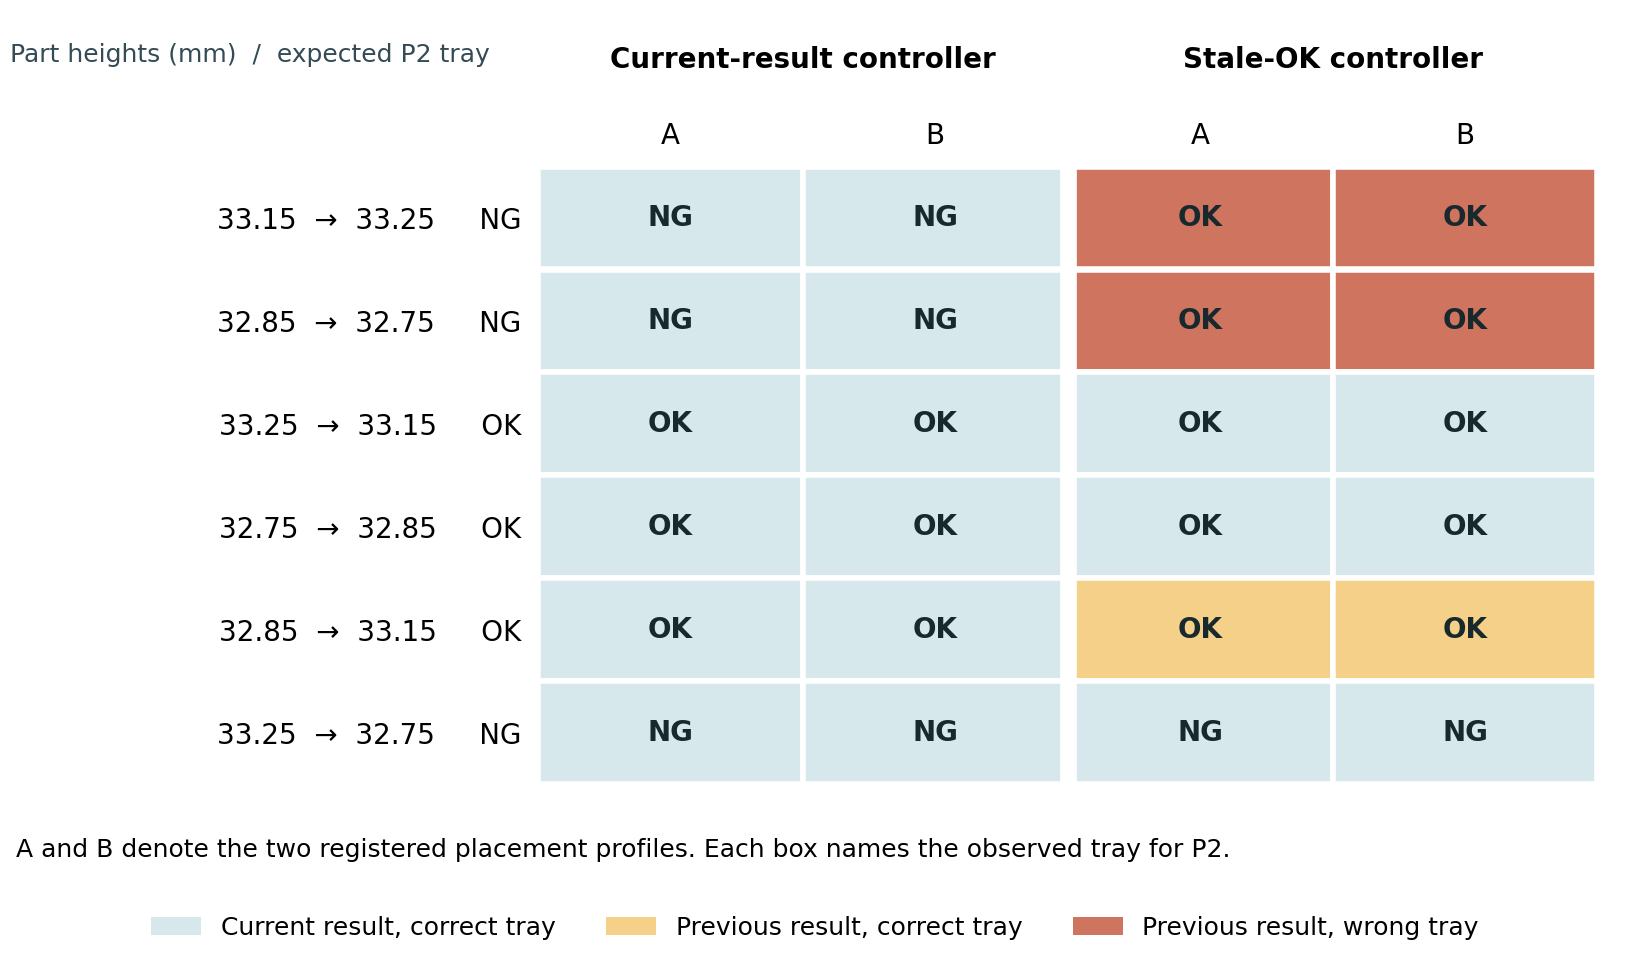 Part heights (mm) / expected P2 tray
Current-result controller
Stale-OK controller
A B A B
33.15 → 33.25 NG NG NG OK OK
32.85 → 32.75 NG NG NG OK OK
33.25 → 33.15 OK OK OK OK OK
32.75 → 32.85 OK OK OK OK OK
32.85 → 33.15 OK OK OK OK OK
33.25 → 32.75 NG NG NG NG NG
A and B denote the two registered placement profiles. Each box names the observed tray for P2.
Current result, correct tray
Previous result, correct tray
Previous result, wrong tray